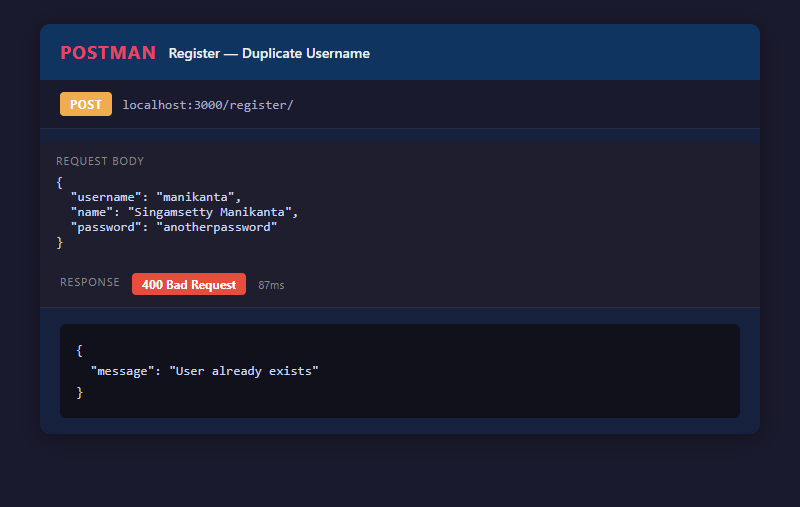 POSTMAN Register — Duplicate Username
POST localhost:3000/register/
REQUEST BODY
{
  "username": "manikanta",
  "name": "Singamsetty Manikanta",
  "password": "anotherpassword"
}
RESPONSE 400 Bad Request 87ms
{
  "message": "User already exists"
}